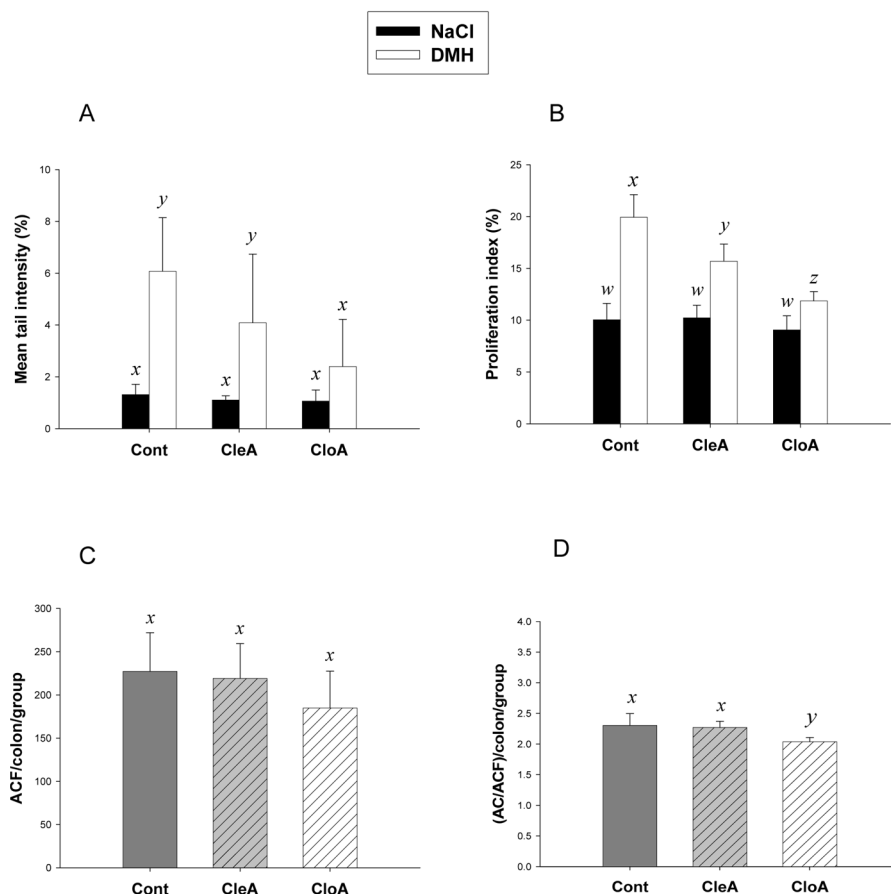 NaCl
DMH
A
Mean tail intensity (%)
10
8
6
4
2
0
x
y
x
y
x
x
Cont
CleA
CloA
B
Proliferation index (%)
25
20
15
10
5
0
w
x
w
y
w
z
Cont
CleA
CloA
C
ACF/colon/group
300
250
200
150
100
50
0
x
x
x
Cont
CleA
CloA
D
(AC/ACF)/colon/group
4.0
3.5
3.0
2.5
2.0
1.5
1.0
0.5
0.0
x
x
y
Cont
CleA
CloA